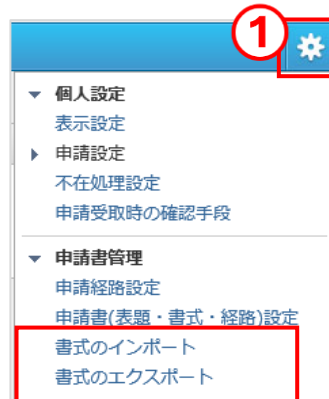 1
個人設定
表示設定
申請設定
不在処理設定
申請受取時の確認手段
申請書管理
申請経路設定
申請書(表題・書式・経路)設定
書式のインポート
書式のエクスポート